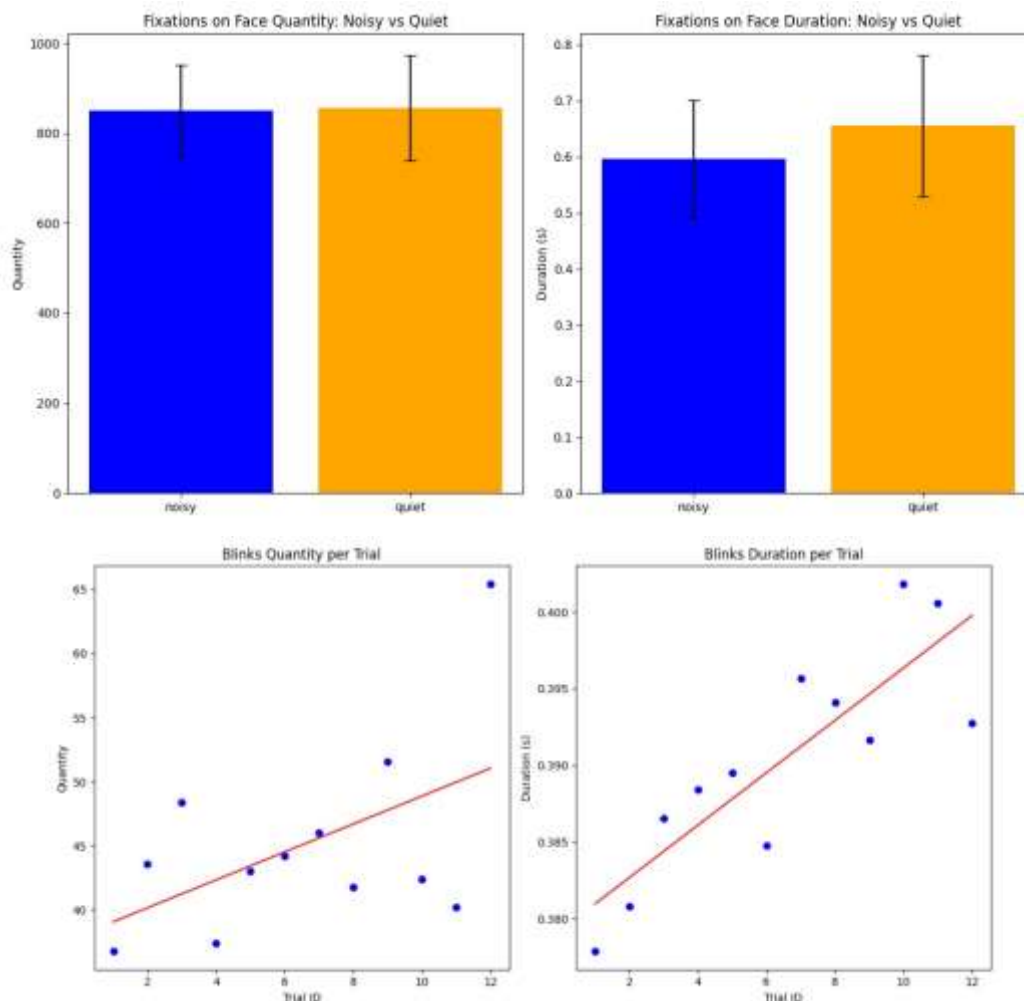 Fixations on Face Quantity: Noisy vs Quiet
1000
800
600
400
200
0
Quantity
noisy
quiet
Fixations on Face Duration: Noisy vs Quiet
0.8
0.7
0.6
0.5
0.4
0.3
0.2
0.1
0.0
Duration (s)
noisy
quiet
Blinks Quantity per Trial
65
60
55
50
45
40
Quantity
2
4
6
8
10
12
Trial ID
Blinks Duration per Trial
0.400
0.395
0.390
0.385
0.380
Duration (s)
2
4
6
8
10
12
Trial ID